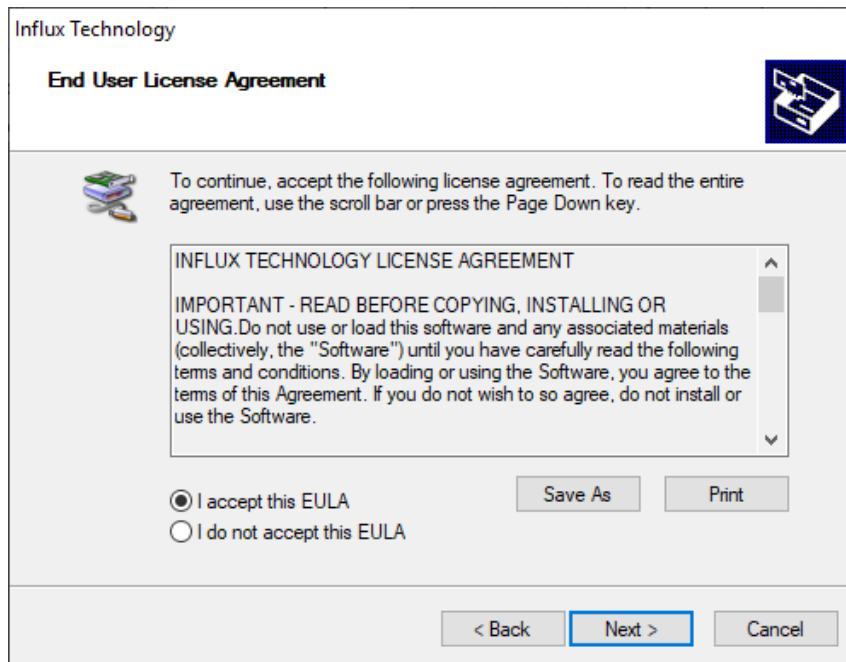 Influx Technology
End User License Agreement
To continue, accept the following license agreement. To read the entire
agreement, use the scroll bar or press the Page Down key.
INFLUX TECHNOLOGY LICENSE AGREEMENT
IMPORTANT - READ BEFORE COPYING, INSTALLING OR
USING.Do not use or load this software and any associated materials
(collectively, the "Software") until you have carefully read the following
terms and conditions. By loading or using the Software, you agree to the
terms of this Agreement. If you do not wish to so agree, do not install or
use the Software.
Save As
Print
I accept this EULA
I do not accept this EULA
< Back
Next >
Cancel